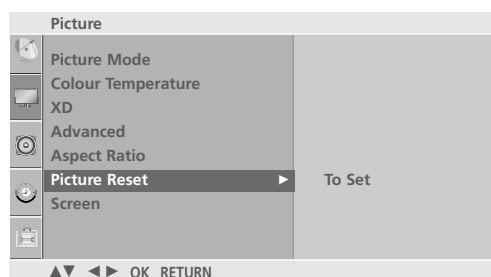 Picture
Picture Mode
Colour Temperature
XD
Advanced
Aspect Ratio
Picture Reset ► To Set
Screen
▲▼ ◄► OK RETURN